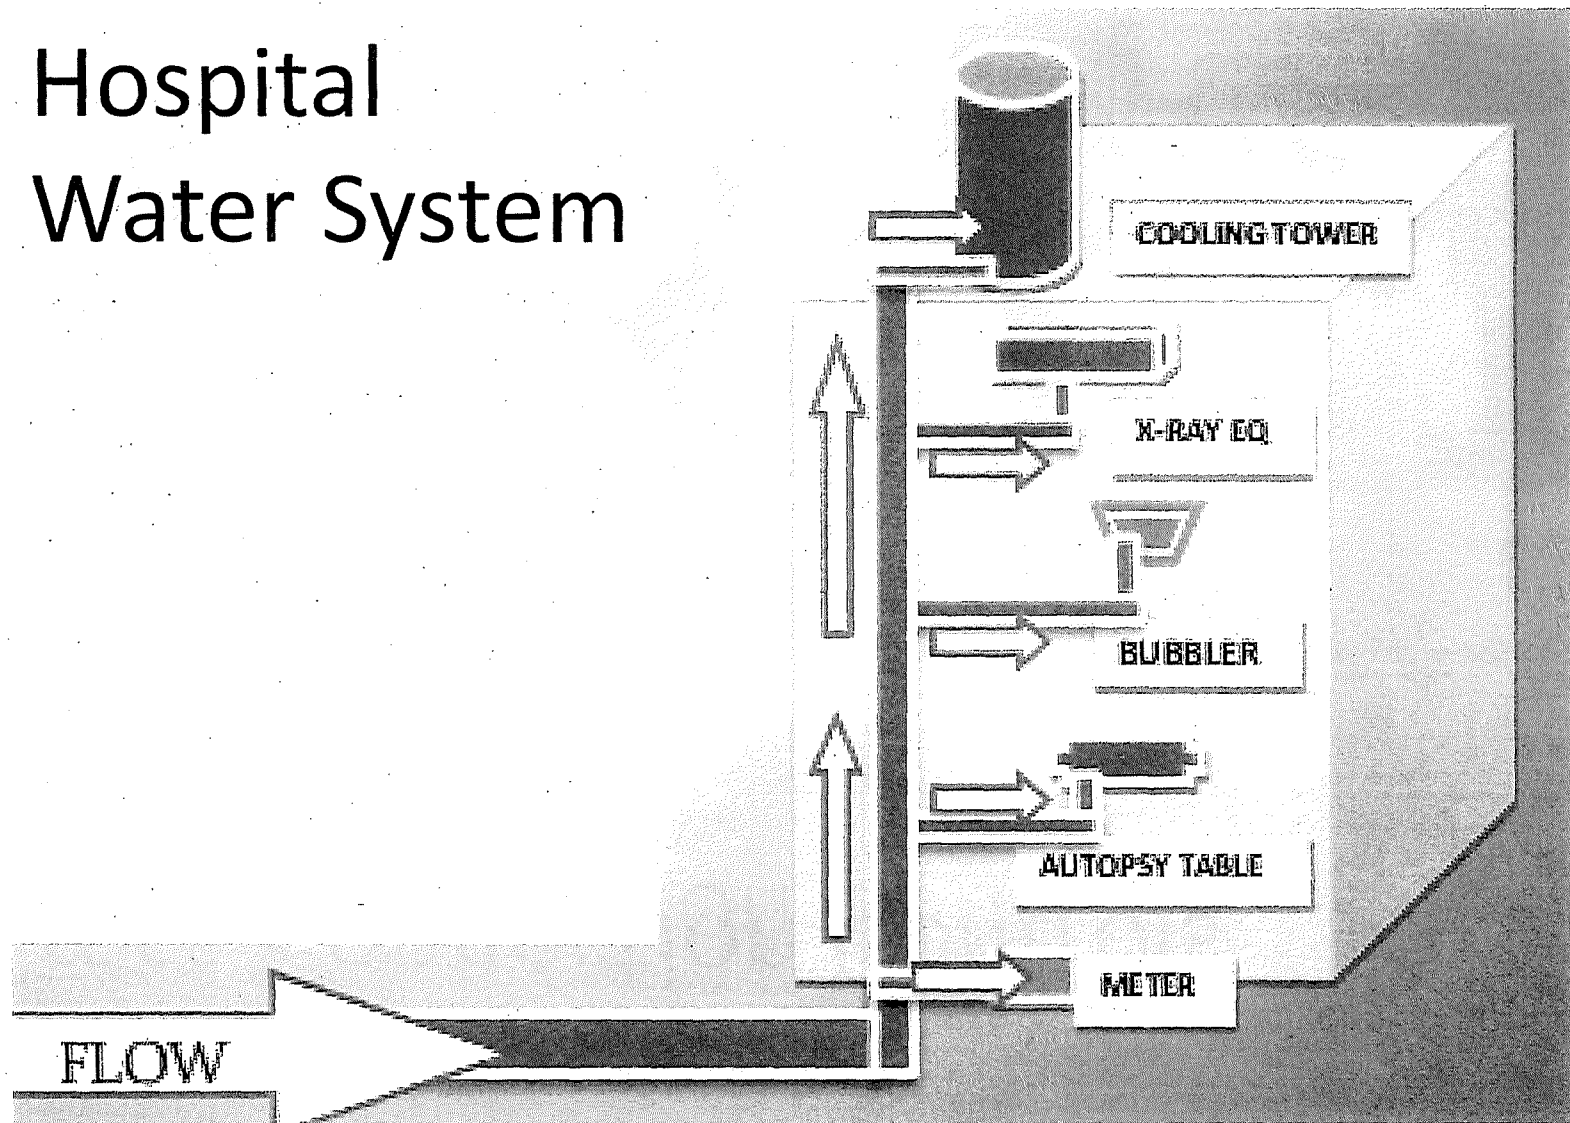 Hospital
Water System
COOLING TOWER
X-RAY EQ
BUBBLER
AUTOPSY TABLE
METER
FLOW